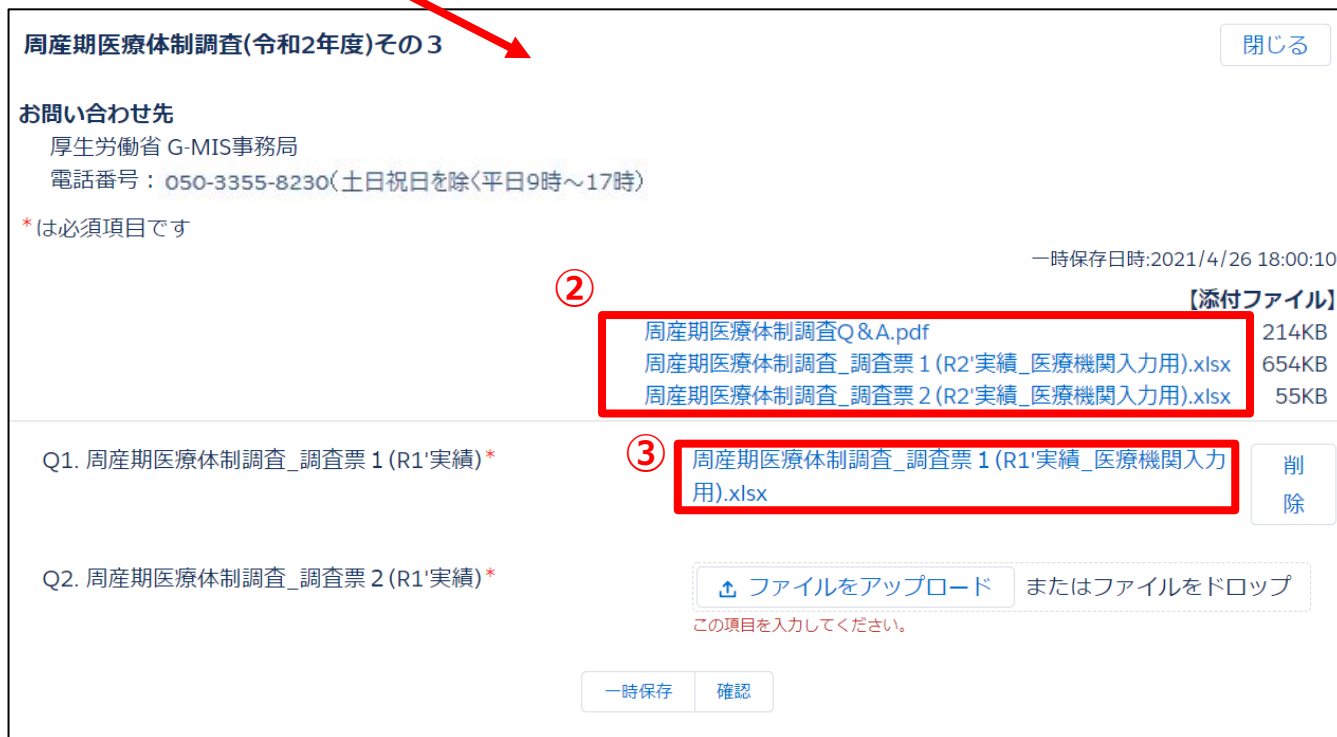 周産期医療体制調査(令和2年度)その３
閉じる
お問い合わせ先
厚生労働省 G-MIS事務局
電話番号：050-3355-8230(土日祝日を除く平日9時～17時)
*は必須項目です
一時保存日時:2021/4/26 18:00:10
②
【添付ファイル】
周産期医療体制調査Q＆A.pdf 214KB
周産期医療体制調査_調査票１(R2'実績_医療機関入力用).xlsx 654KB
周産期医療体制調査_調査票２(R2'実績_医療機関入力用).xlsx 55KB
Q1. 周産期医療体制調査_調査票１(R1'実績)*
③
周産期医療体制調査_調査票１(R1'実績_医療機関入力
用).xlsx
削
除
Q2. 周産期医療体制調査_調査票２(R1'実績)*
ファイルをアップロード またはファイルをドロップ
この項目を入力してください。
一時保存 確認